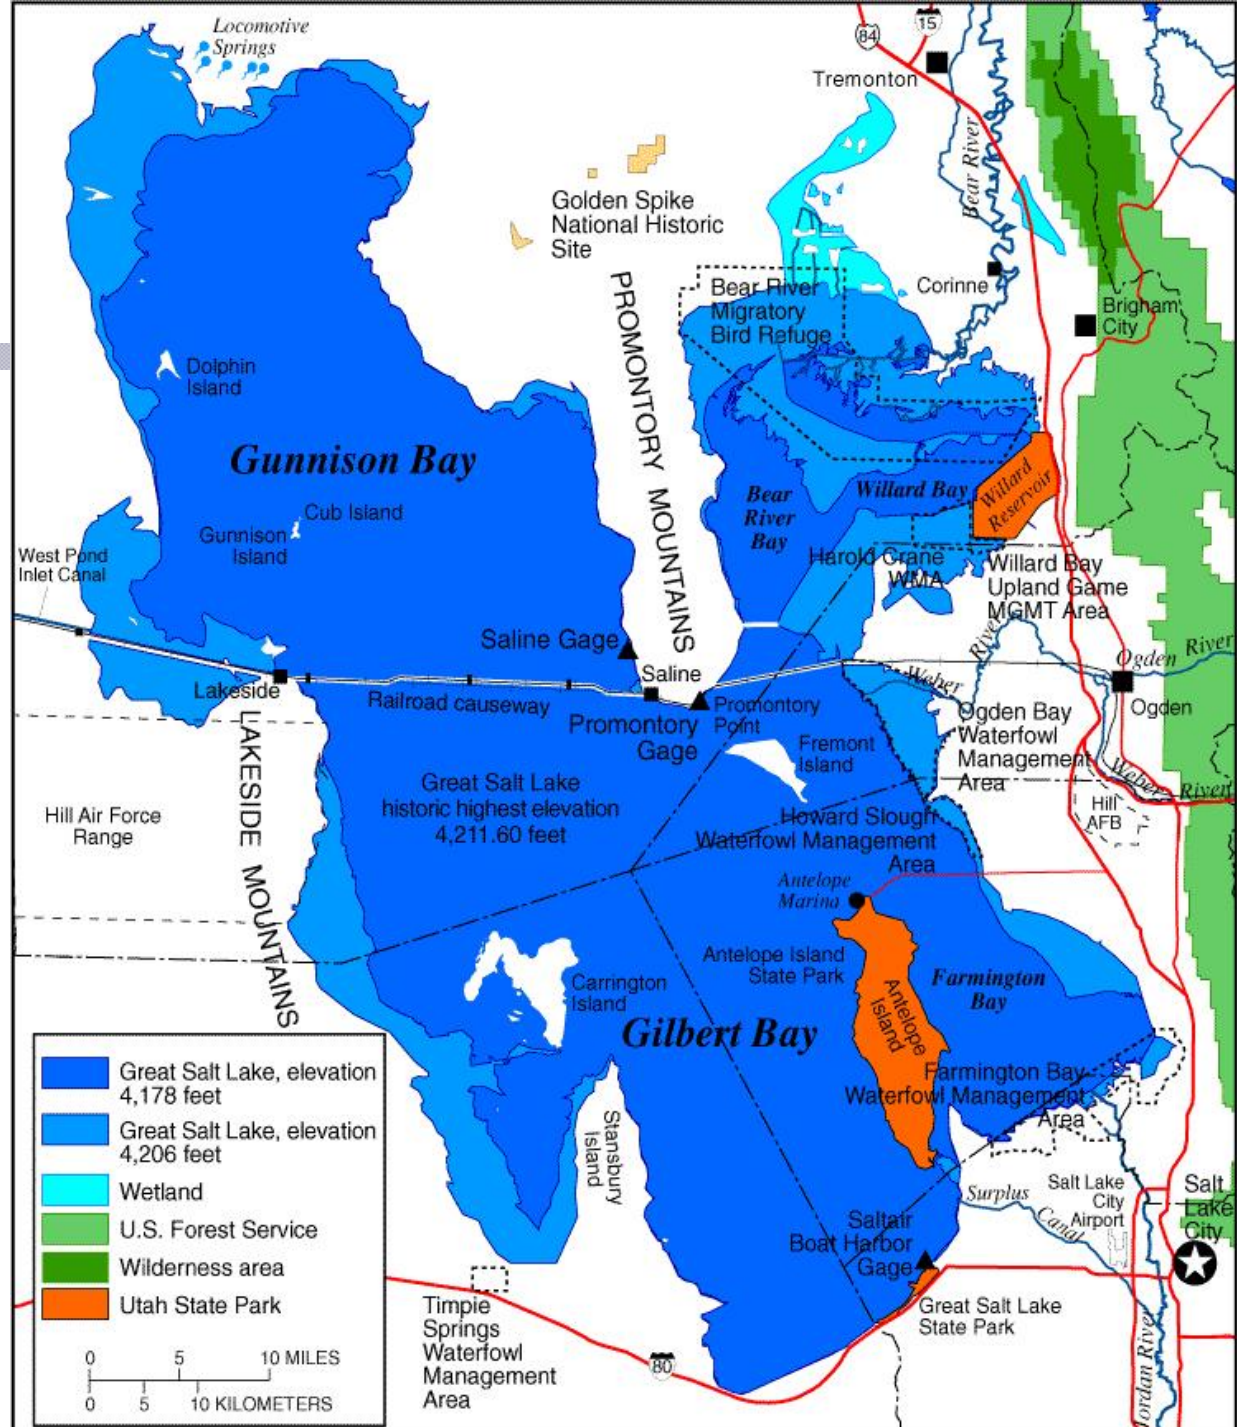 Locomotive
Springs
84
15
Tremonton
Bear River
Golden Spike
National Historic
Site
Bear River
Migratory
Bird Refuge
Corinne
Brigham
City
PROMONTORY MOUNTAINS
Dolphin
Island
Gunnison Bay
Cub Island
Gunnison
Island
Bear
River
Bay
Willard Bay
Willard
Reservoir
West Pond
Inlet Canal
Harold Crane
WMA
Willard Bay
Upland Game
MGMT Area
Saline Gage
Saline
Lakeside
Railroad causeway
Promontory
Gage
Promontory
Point
Weber
River
Ogden River
Ogden
Ogden Bay
Waterfowl
Management
Area
Fremont
Island
Weber
River
Hill
AFB
LAKESIDE MOUNTAINS
Great Salt Lake
historic highest elevation
4,211.60 feet
Hill Air Force
Range
Howard Slough
Waterfowl Management
Area
Antelope
Marina
Antelope Island
State Park
Antelope
Island
Farmington
Bay
Carrington
Island
Gilbert Bay
Farmington Bay
Waterfowl Management
Area
Stansbury
Island
Surplus
Canal
Salt Lake
City
Airport
Salt
Lake
City
Saltair
Boat Harbor
Gage
Great Salt Lake
State Park
Jordan River
Timpie
Springs
Waterfowl
Management
Area
80
Great Salt Lake, elevation
4,178 feet
Great Salt Lake, elevation
4,206 feet
Wetland
U.S. Forest Service
Wilderness area
Utah State Park
0 5 10 MILES
0 5 10 KILOMETERS